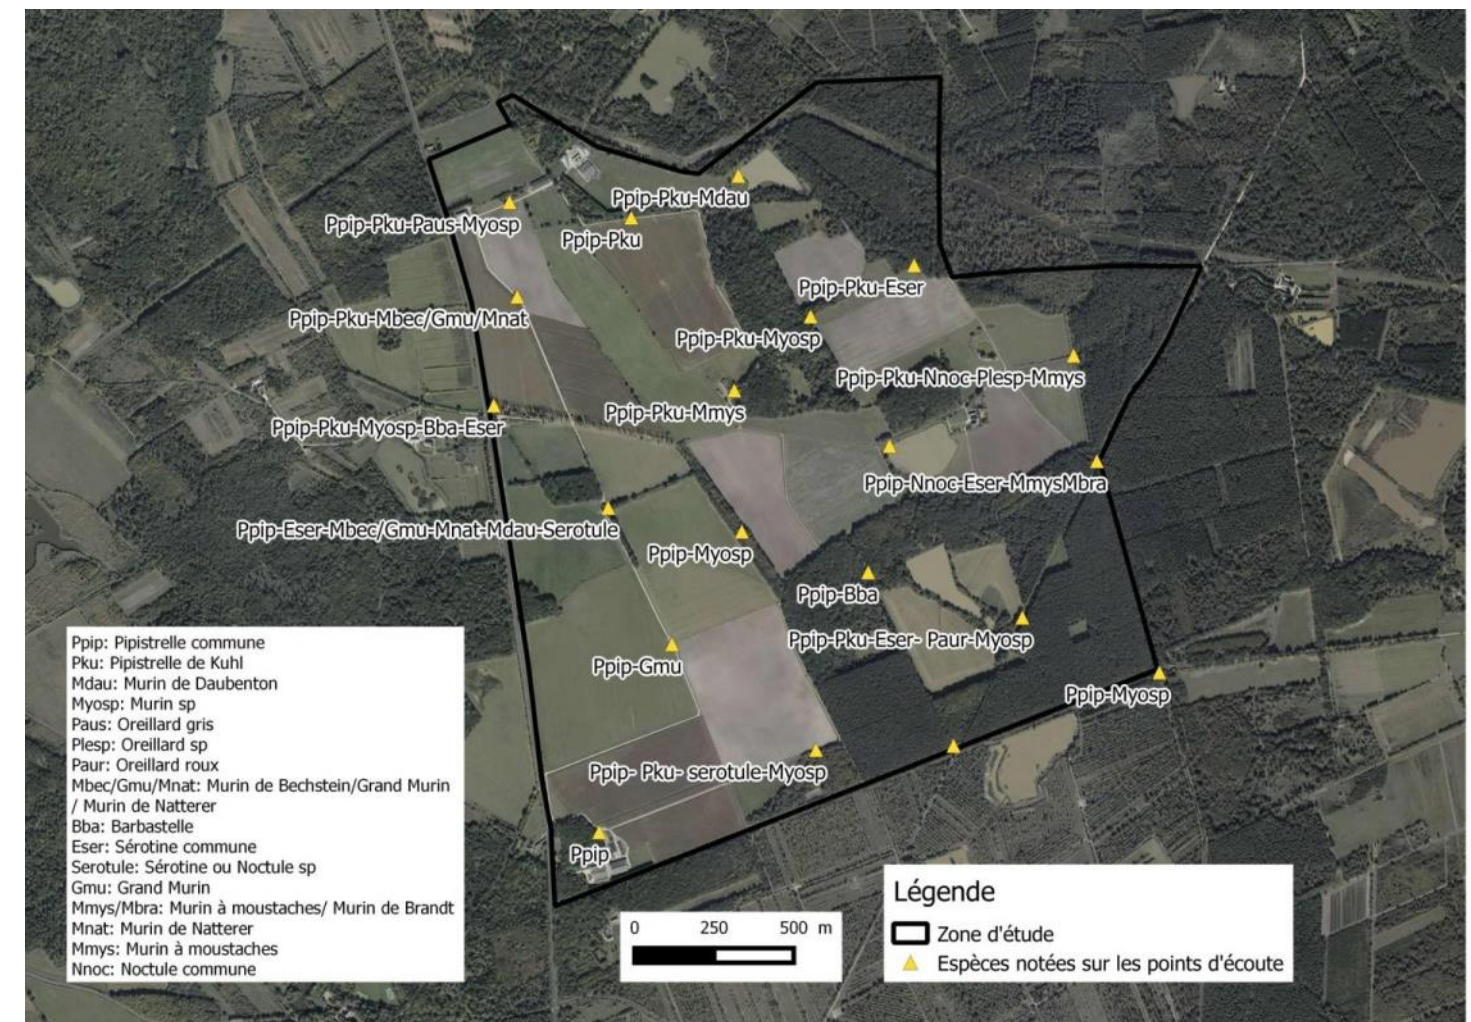 Ppip-Pku-Mdau
Ppip-Pku-Paus-Myosp
Ppip-Pku
Ppip-Pku-Eser
Ppip-Pku-Mbec/Gmu/Mnat
Ppip-Pku-Myosp
Ppip-Pku-Nnoc-Plesp-Mmys
Ppip-Pku-Mmys
Ppip-Pku-Myosp-Bba-Eser
Ppip-Nnoc-Eser-MmysMbra
Ppip-Eser-Mbec/Gmu-Mnat-Mdau-Serotule
Ppip-Myosp
Ppip-Bba
Ppip-Pku-Eser- Paur-Myosp
Ppip-Gmu
Ppip-Myosp
Ppip- Pku- serotule-Myosp
Ppip
Ppip: Pipistrelle commune
Pku: Pipistrelle de Kuhl
Mdau: Murin de Daubenton
Myosp: Murin sp
Paus: Oreillard gris
Plesp: Oreillard sp
Paur: Oreillard roux
Mbec/Gmu/Mnat: Murin de Bechstein/Grand Murin
/ Murin de Natterer
Bba: Barbastelle
Eser: Sérotine commune
Serotule: Sérotine ou Noctule sp
Gmu: Grand Murin
Mmys/Mbra: Murin à moustaches/ Murin de Brandt
Mnat: Murin de Natterer
Mmys: Murin à moustaches
Nnoc: Noctule commune
0 250 500 m
Légende
Zone d'étude
Espèces notées sur les points d'écoute